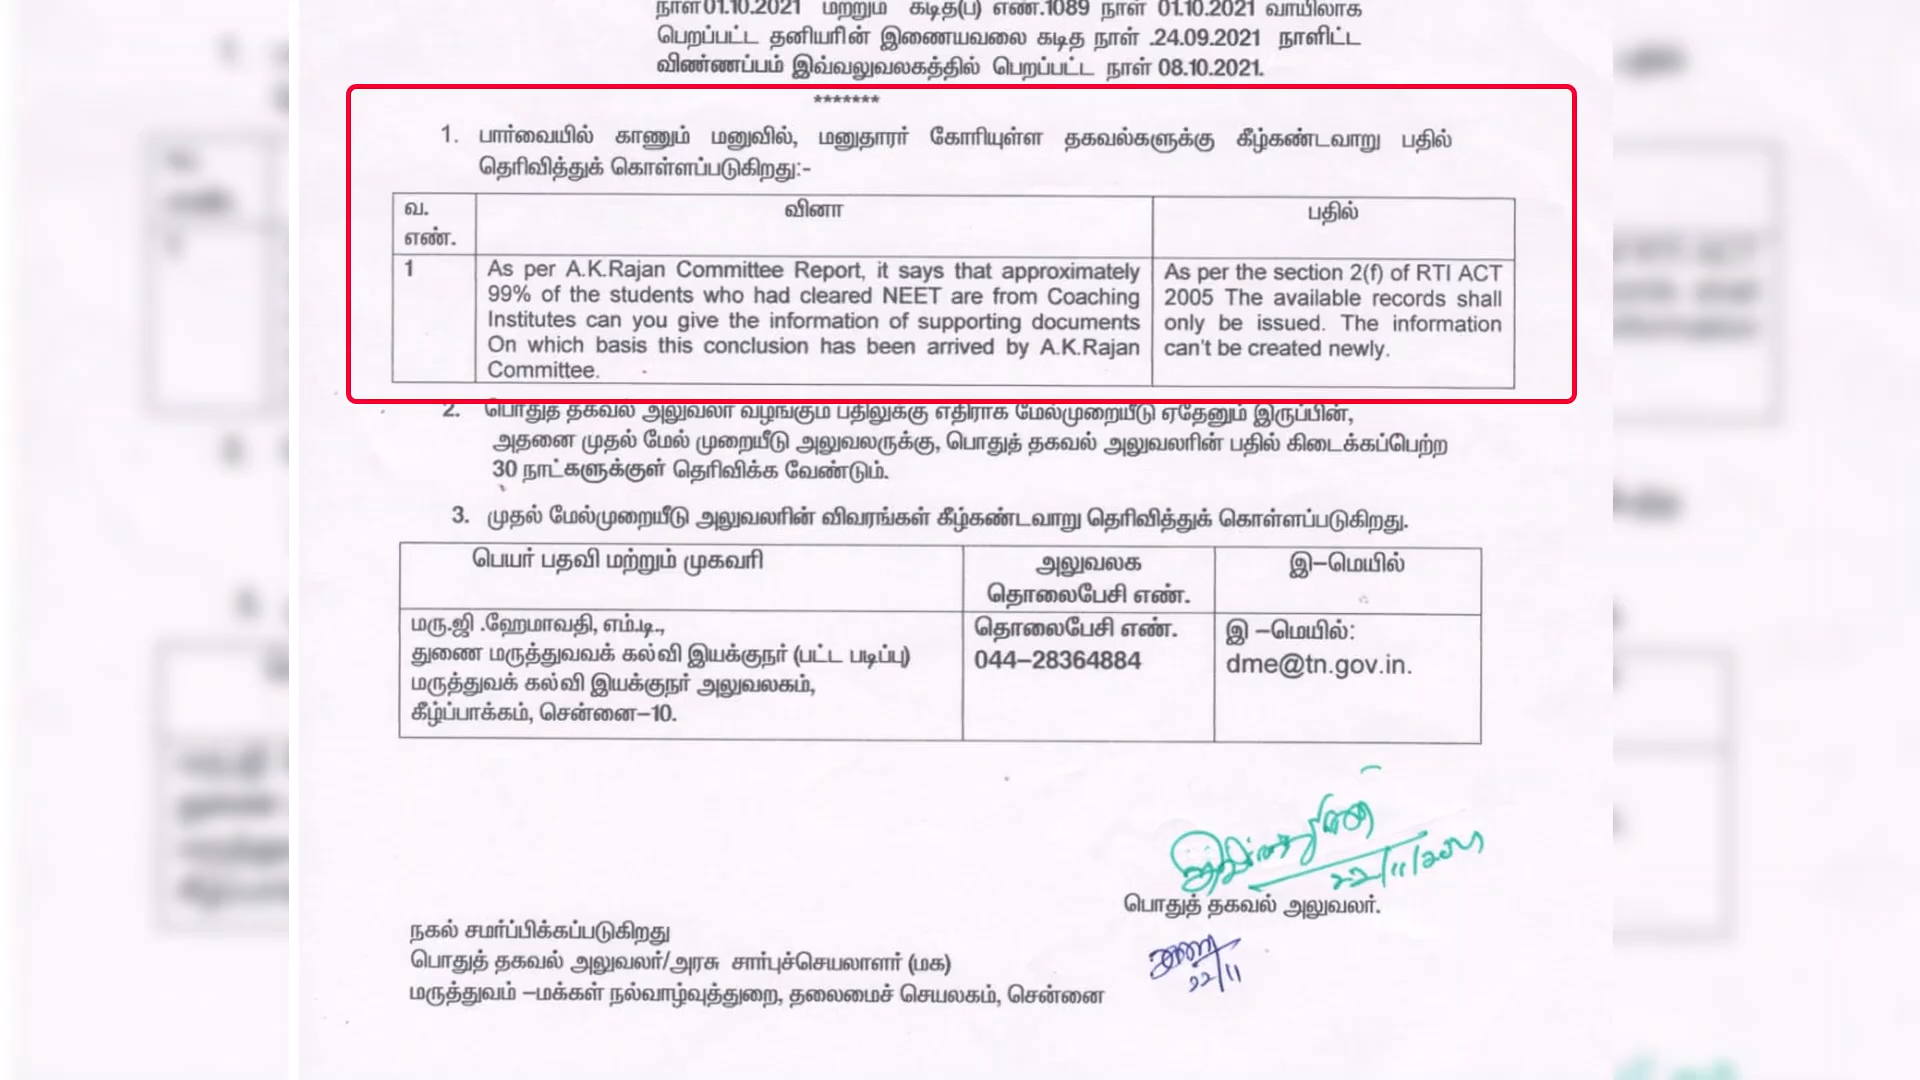 நாள்01.10.2021 மற்றும் கடித(ப) எண்.1089 நாள் 01.10.2021 வாயிலாக
பெறப்பட்ட தனியரின் இணையவலை கடித நாள் .24.09.2021 நாளிட்ட
விண்ணப்பம் இவ்வலுவலகத்தில் பெறப்பட்ட நாள் 08.10.2021.
*******
1. பார்வையில் காணும் மனுவில், மனுதாரர் கோரியுள்ள தகவல்களுக்கு கீழ்கண்டவாறு பதில்
தெரிவித்துக் கொள்ளப்படுகிறது:-
வ.
எண்.
வினா
பதில்
1
As per A.K.Rajan Committee Report, it says that approximately
99% of the students who had cleared NEET are from Coaching
Institutes can you give the information of supporting documents
On which basis this conclusion has been arrived by A.K.Rajan
Committee.
As per the section 2(f) of RTI ACT
2005 The available records shall
only be issued. The information
can't be created newly.
2. பொதுத் தகவல் அலுவலர் வழங்கும் பதிலுக்கு எதிராக மேல்முறையீடு ஏதேனும் இருப்பின்,
அதனை முதல் மேல் முறையீடு அலுவலருக்கு, பொதுத் தகவல் அலுவலரின் பதில் கிடைக்கப்பெற்ற
30 நாட்களுக்குள் தெரிவிக்க வேண்டும்.
3. முதல் மேல்முறையீடு அலுவலரின் விவரங்கள் கீழ்கண்டவாறு தெரிவித்துக் கொள்ளப்படுகிறது.
பெயர் பதவி மற்றும் முகவரி
அலுவலக
தொலைபேசி எண்.
இ–மெயில்
மரு.ஜி .ஹேமாவதி, எம்.டி.,
துணை மருத்துவவக் கல்வி இயக்குநர் (பட்ட படிப்பு)
மருத்துவக் கல்வி இயக்குநர் அலுவலகம்,
கீழ்ப்பாக்கம், சென்னை–10.
தொலைபேசி எண்.
044–28364884
இ –மெயில்:
dme@tn.gov.in.
22/11/2021
பொதுத் தகவல் அலுவலர்.
22/11
நகல் சமர்ப்பிக்கப்படுகிறது
பொதுத் தகவல் அலுவலர்/அரசு சார்புச்செயலாளர் (மக)
மருத்துவம் –மக்கள் நல்வாழ்வுத்துறை, தலைமைச் செயலகம், சென்னை